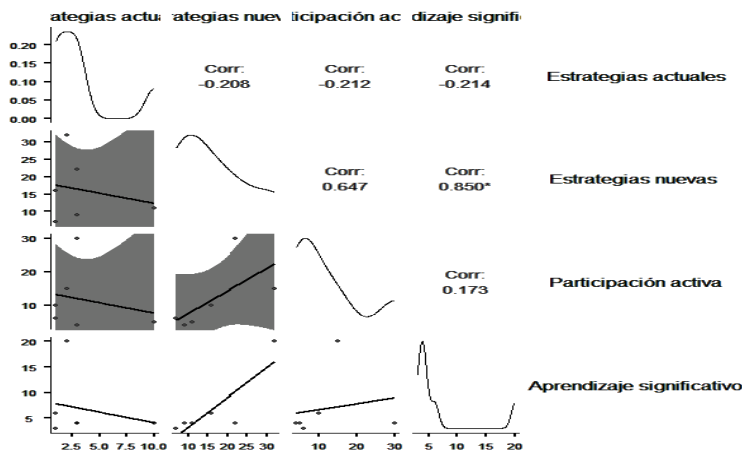 ategias actua ategias nuev ticipación ac dizaje signifi
0.20
0.15
0.10
0.05
0.00
Corr:
-0.208
Corr:
-0.212
Corr:
-0.214
Estrategias actuales
30
25
20
15
10
Corr:
0.647
Corr:
0.850*
Estrategias nuevas
30
20
10
Corr:
0.173
Participación activa
20
15
10
5
Aprendizaje significativo
2.5 5.0 7.5 10.0 10 15 20 25 30 10 20 30 5 10 15 20